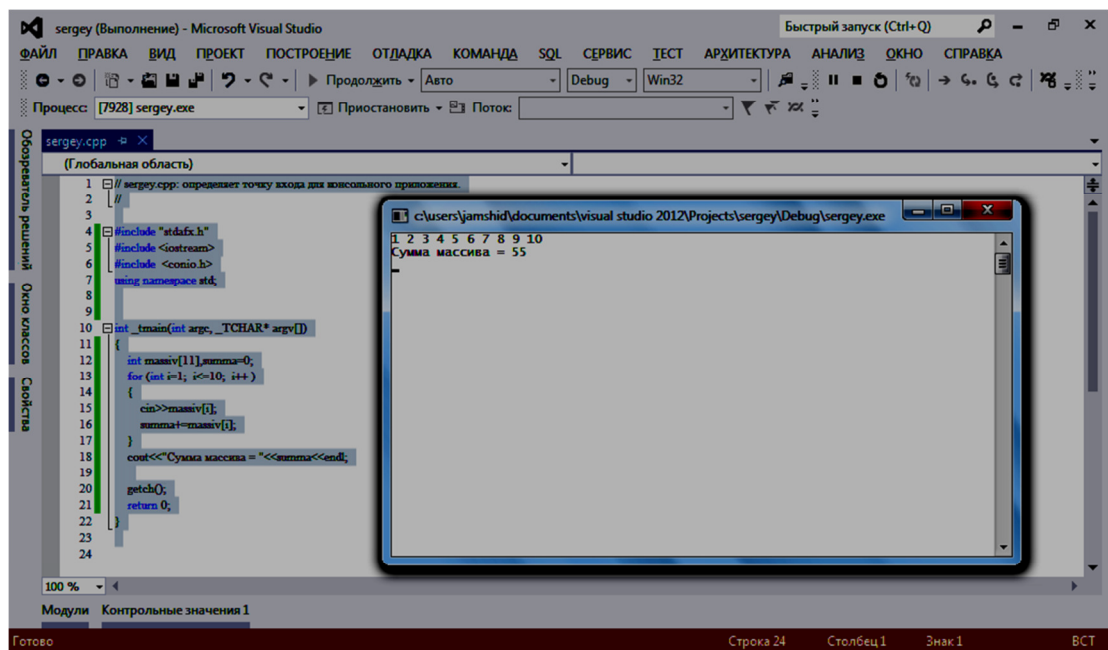 sergey (Выполнение) - Microsoft Visual Studio
Быстрый запуск (Ctrl+Q)
ФАЙЛ ПРАВКА ВИД ПРОЕКТ ПОСТРОЕНИЕ ОТЛАДКА КОМАНДА SQL СЕРВИС ТЕСТ АРХИТЕКТУРА АНАЛИЗ ОКНО СПРАВКА
Продолжить Авто Debug Win32
Процесс: [7928] sergey.exe Приостановить Поток:
Обозреватель решений
Окно классов
Свойства
sergey.cpp
(Глобальная область)
1 // sergey.cpp: определяет точку входа для консольного приложения.
2 //
3
4 #include "stdafx.h"
5 #include <iostream>
6 #include <conio.h>
7 using namespace std;
8
9
10 int _tmain(int argc, _TCHAR* argv[])
11 {
12 int massiv[11],summa=0;
13 for (int i=1; i<=10; i++ )
14 {
15 cin>>massiv[i];
16 summa+=massiv[i];
17 }
18 cout<<"Сумма массива = "<<summa<<endl;
19
20 getch();
21 return 0;
22 }
23
24
c:\users\jamshid\documents\visual studio 2012\Projects\sergey\Debug\sergey.exe
1 2 3 4 5 6 7 8 9 10
Сумма массива = 55
100 %
Модули Контрольные значения 1
Готово Строка 24 Столбец 1 Знак 1 ВСТ